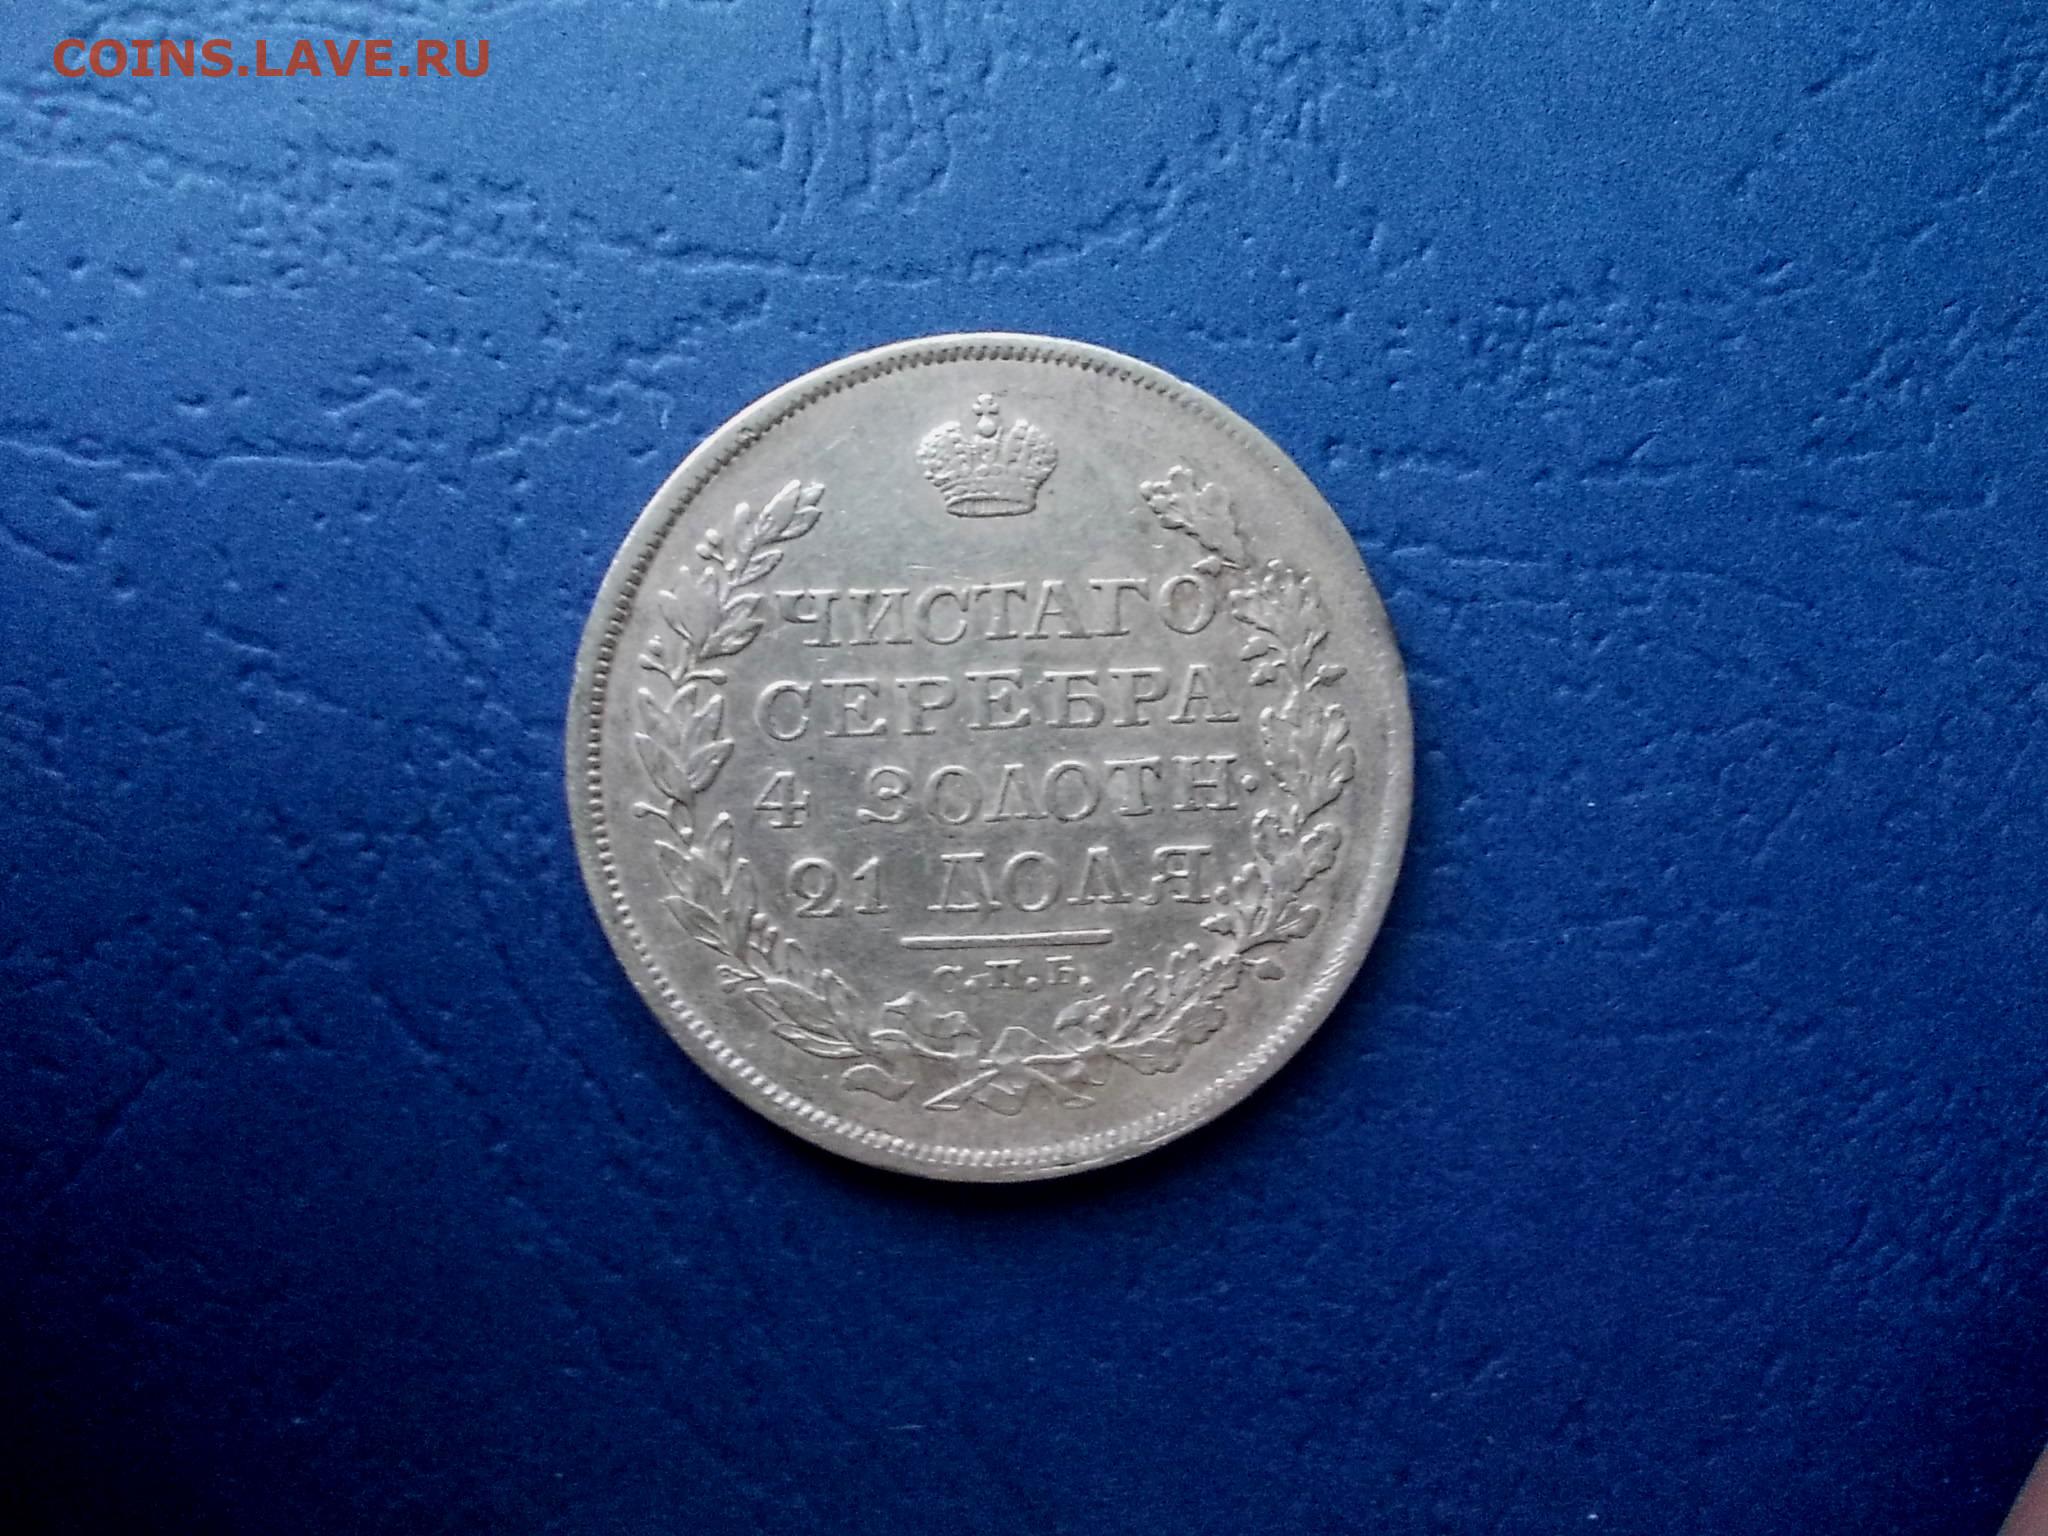 COINS.LAVE.RU
ЧИСТАГО
СЕРЕБРА
4 ЗОЛОТН.
21 ДОЛЯ.
С.П.Б.